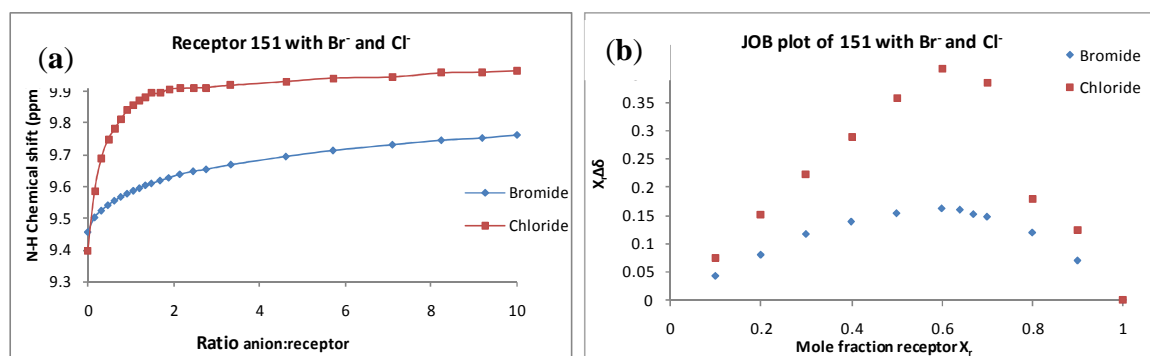 (a)
Receptor 151 with Br⁻ and Cl⁻
N-H Chemical shift (ppm
9.9
9.8
9.7
9.6
9.5
9.4
9.3
0 2 4 6 8 10
Ratio anion:receptor
Bromide
Chloride
(b)
JOB plot of 151 with Br⁻ and Cl⁻
Bromide
Chloride
XᵣΔδ
0.35
0.3
0.25
0.2
0.15
0.1
0.05
0
0 0.2 0.4 0.6 0.8 1
Mole fraction receptor Xᵣ